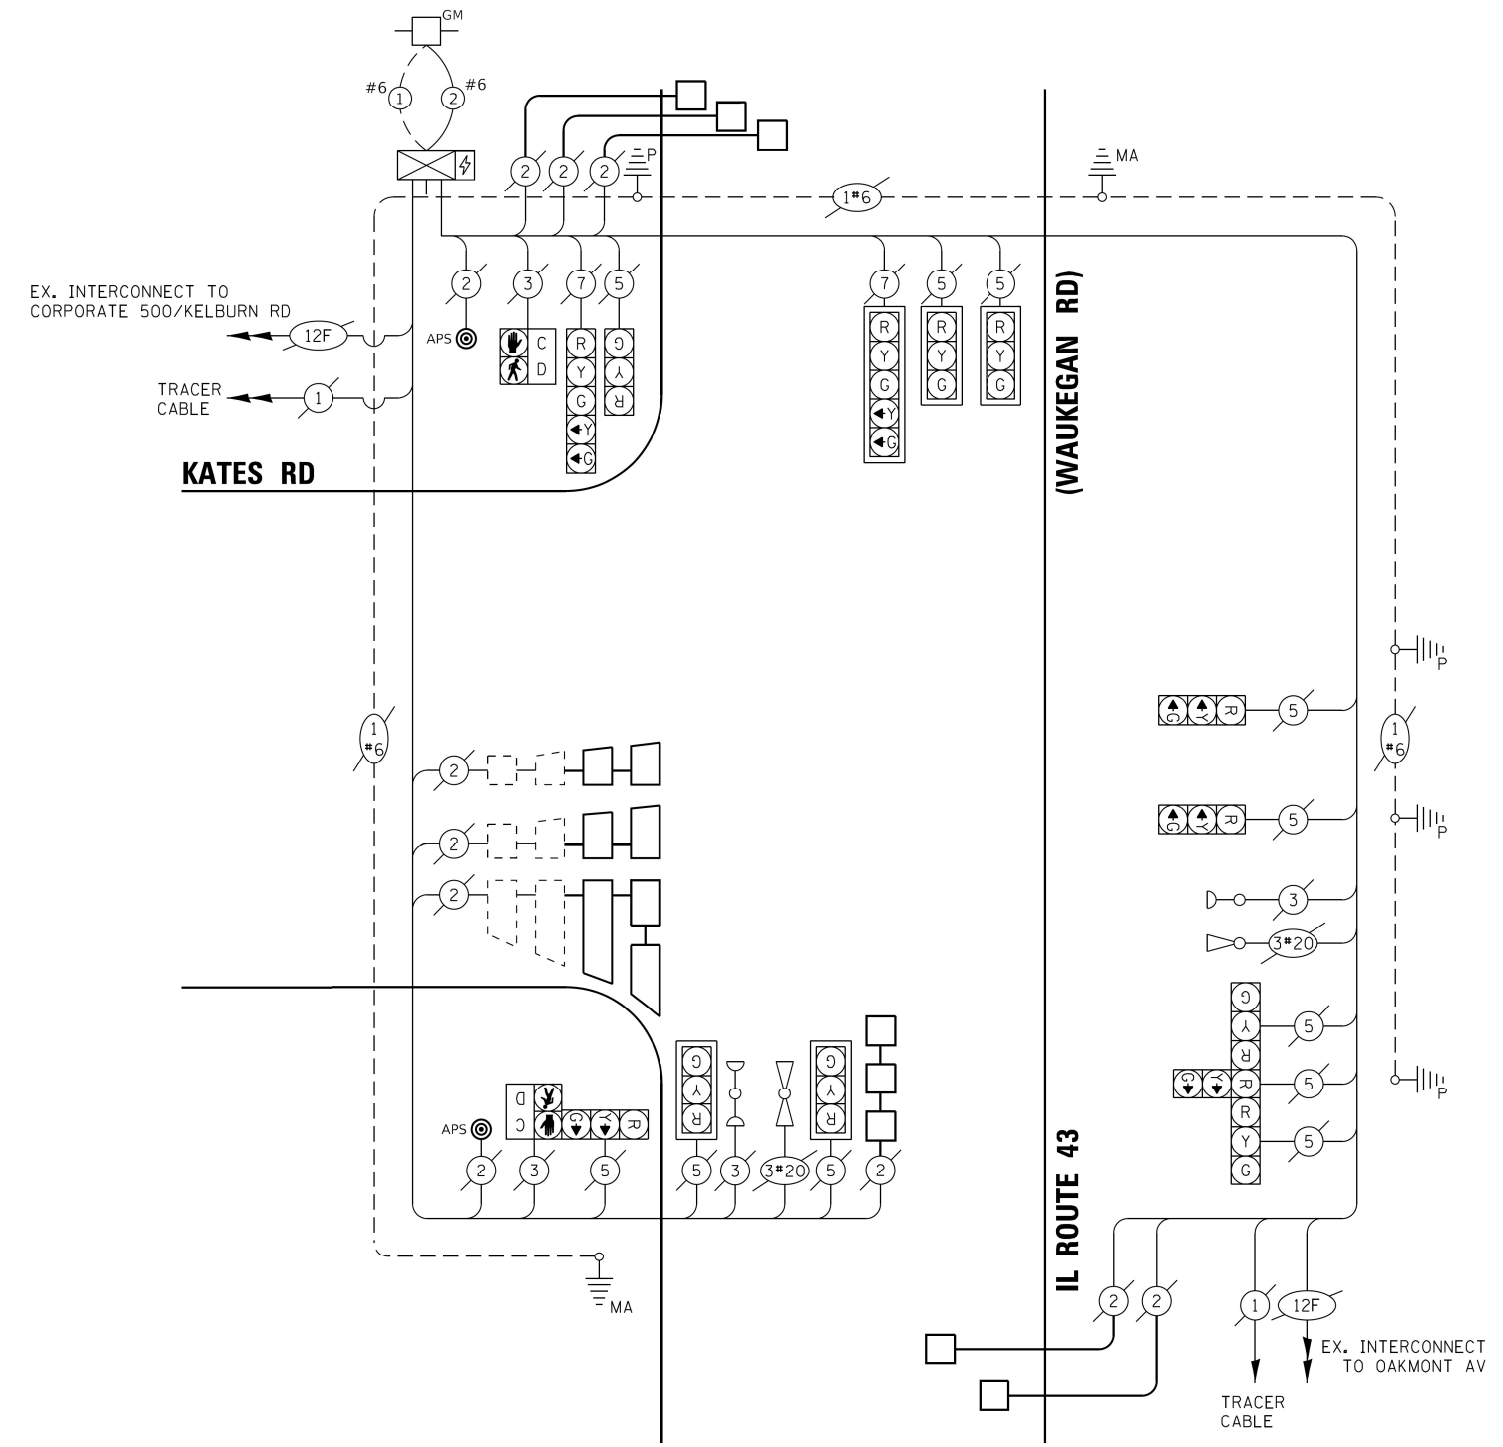 GM
#6
1
2
#6
2
2
2
P
MA
1#6
2
3
7
5
7
5
5
EX. INTERCONNECT TO
CORPORATE 500/KELBURN RD
12F
APS
C
D
R
Y
G
Y
G
G
Y
R
R
Y
G
Y
G
R
Y
G
R
Y
G
TRACER
CABLE
1
KATES RD
(WAUKEGAN RD)
P
G
Y
R
5
1
#6
1
#6
2
G
Y
R
5
P
2
2
3
3#20
G
Y
R
R
R
Y
G
G
Y
5
5
5
P
G
Y
R
G
Y
R
D
C
G
Y
R
APS
2
3
5
5
3
3#20
5
2
IL ROUTE 43
MA
2
2
1
12F
EX. INTERCONNECT
TO OAKMONT AV
TRACER
CABLE